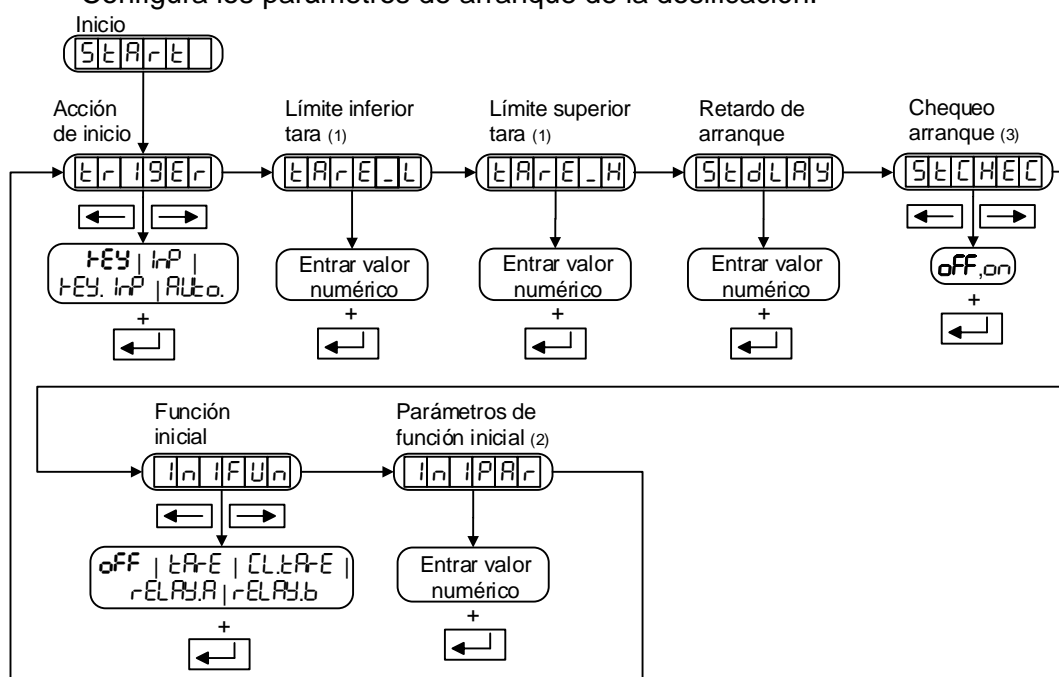 Configura los parámetros de arranque de la dosificación.
Inicio
StArt
Acción
de inicio
Límite inferior
tara (1)
Límite superior
tara (1)
Retardo de
arranque
Chequeo
arranque (3)
tr19Er
tArE_L
tArE_H
StdLAY
StCHEC
KEY | InP |
KEY. InP | AUto.
Entrar valor
numérico
Entrar valor
numérico
Entrar valor
numérico
oFF,on
+
+
+
+
+
Función
inicial
Parámetros de
función inicial (2)
In1FUn
In1PAr
oFF | tArE | CL.tArE |
rELAY.A | rELAY.b
Entrar valor
numérico
+
+